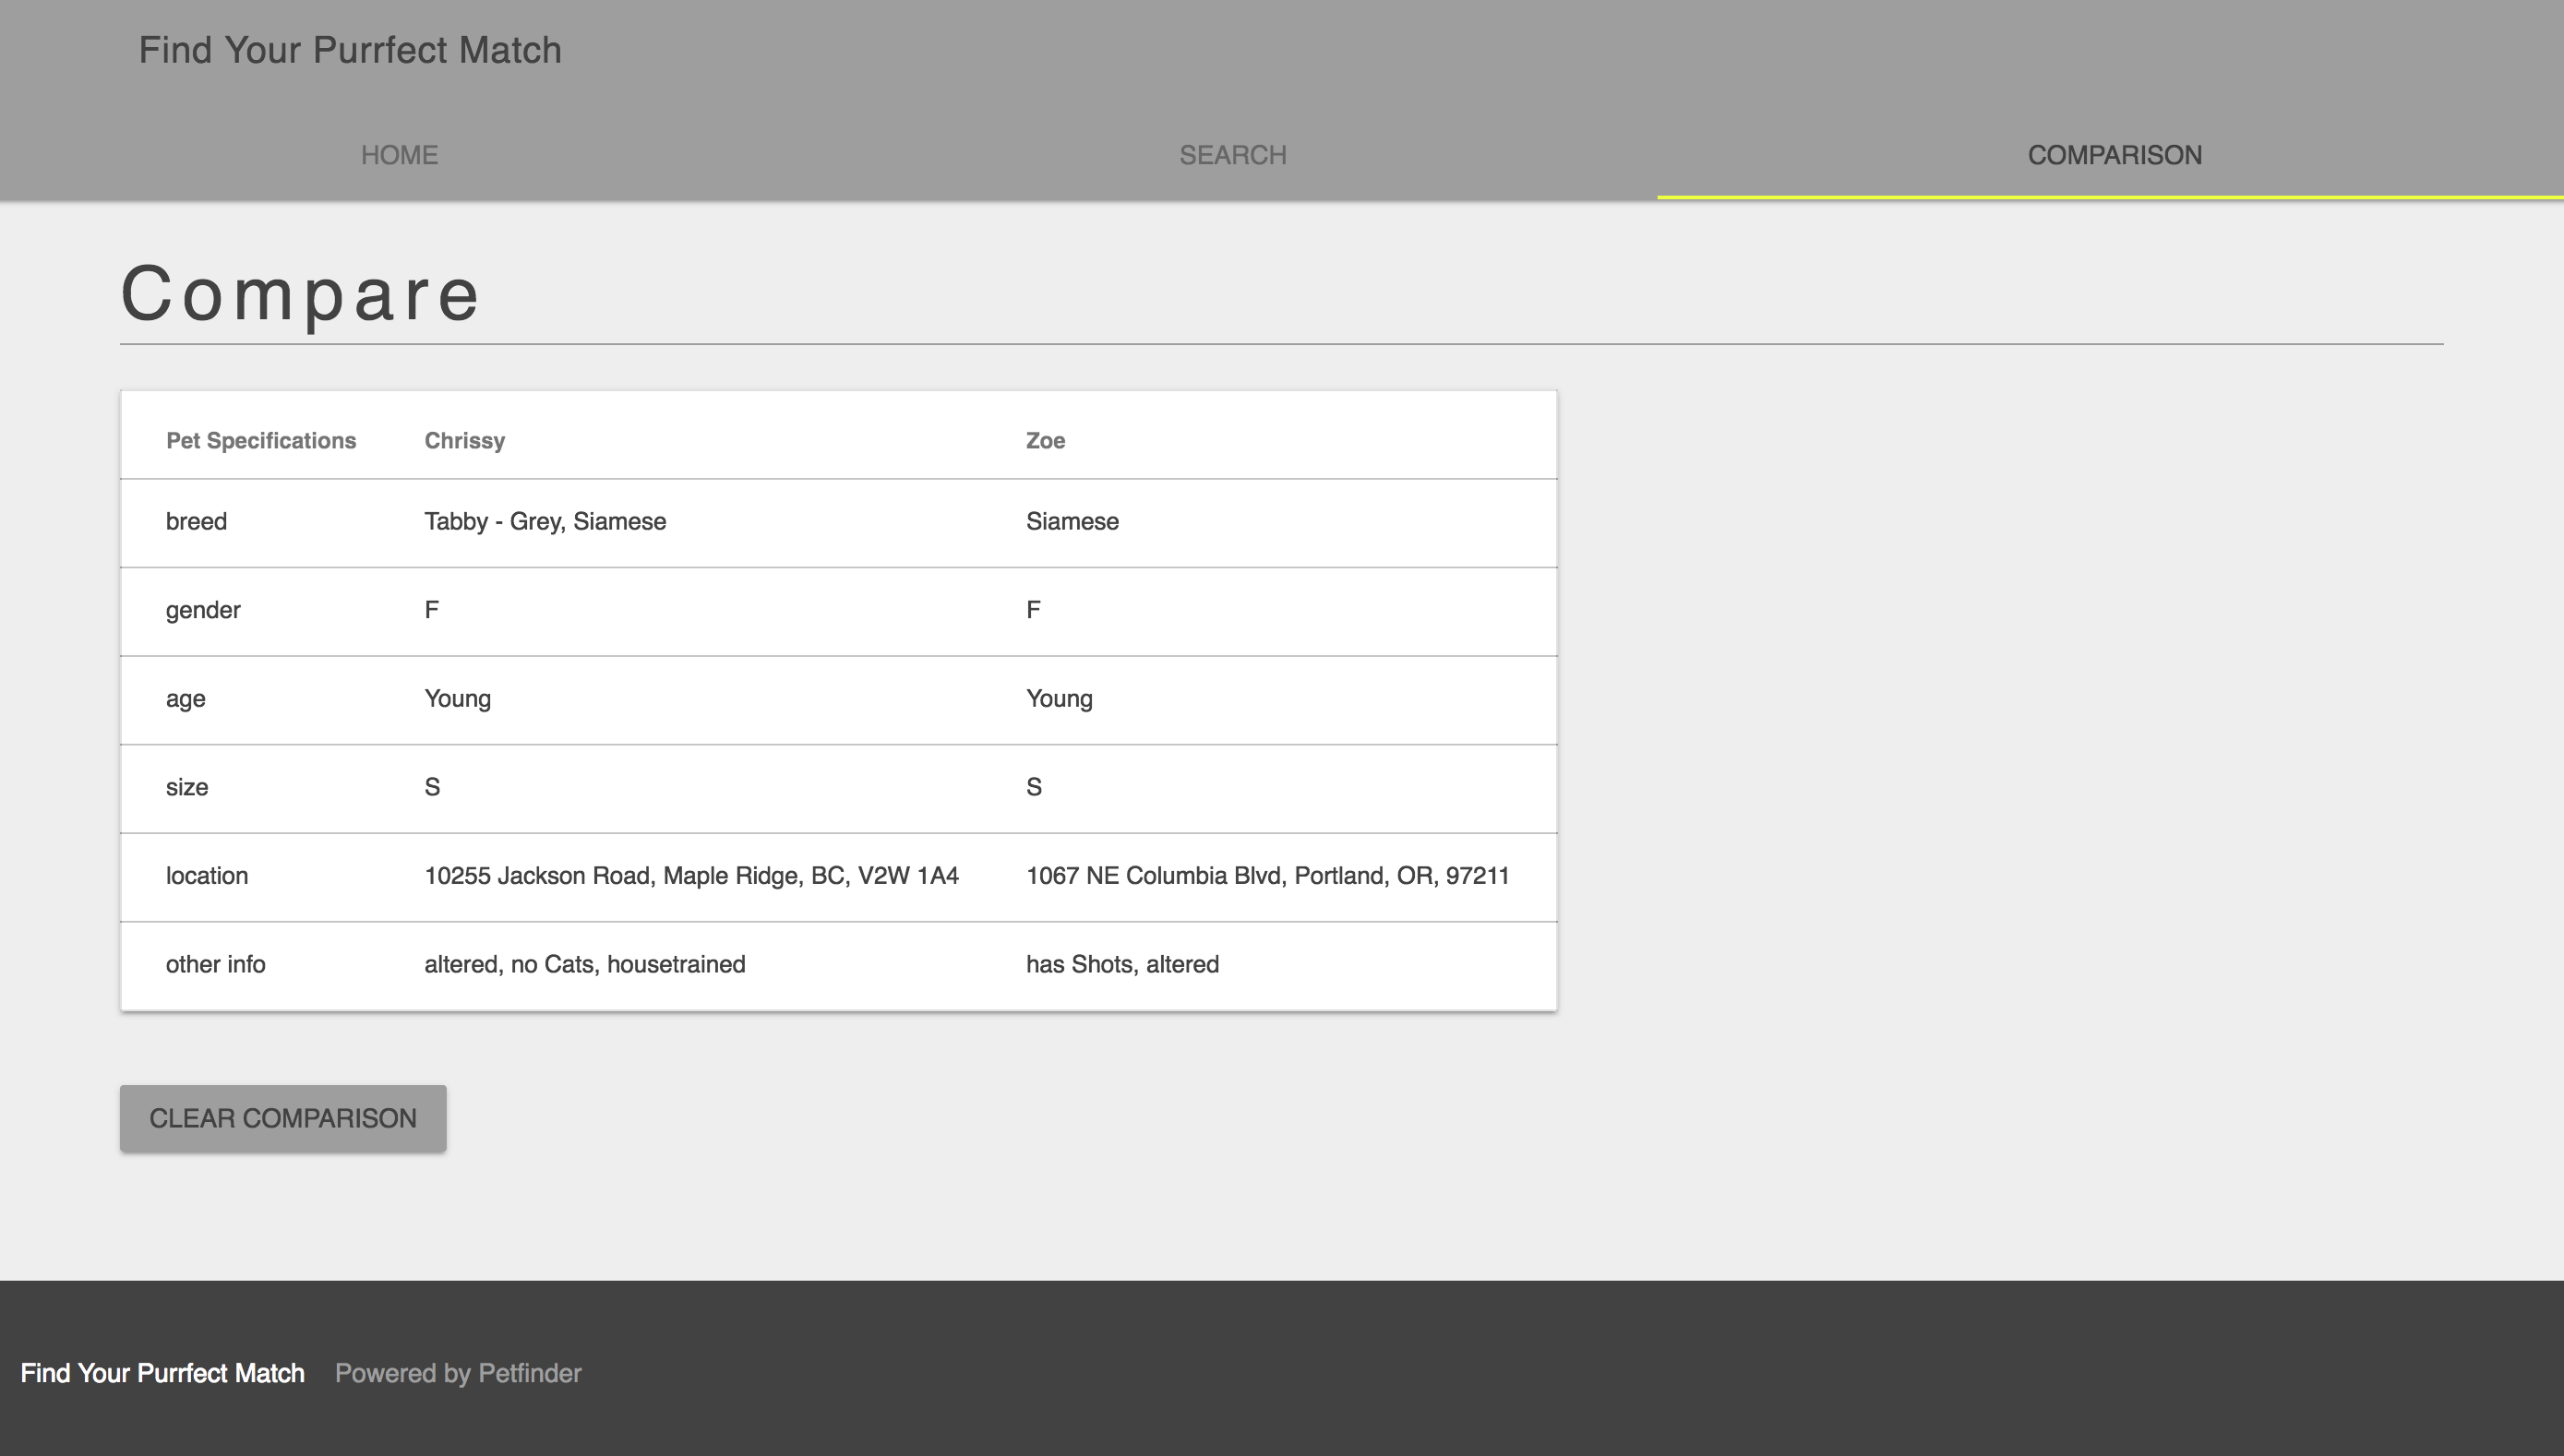 Find Your Purrfect Match
HOME SEARCH COMPARISON
Compare
Pet Specifications Chrissy Zoe
breed Tabby - Grey, Siamese Siamese
gender F F
age Young Young
size S S
location 10255 Jackson Road, Maple Ridge, BC, V2W 1A4 1067 NE Columbia Blvd, Portland, OR, 97211
other info altered, no Cats, housetrained has Shots, altered
CLEAR COMPARISON
Find Your Purrfect Match Powered by Petfinder